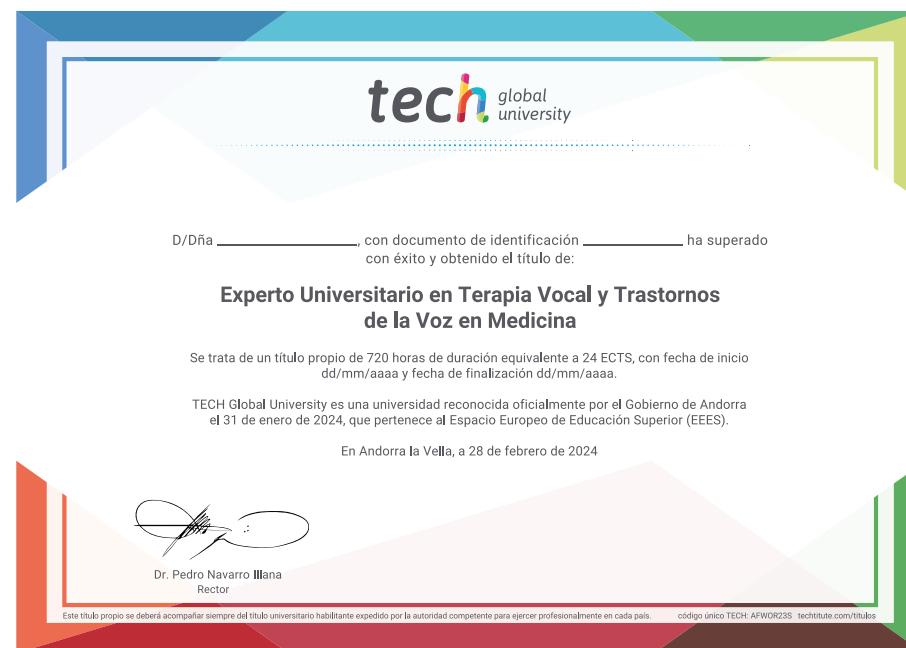 tech global university
D/Dña ____________, con documento de identificación ____________ ha superado
con éxito y obtenido el título de:
Experto Universitario en Terapia Vocal y Trastornos
de la Voz en Medicina
Se trata de un título propio de 720 horas de duración equivalente a 24 ECTS, con fecha de inicio
dd/mm/aaaa y fecha de finalización dd/mm/aaaa.
TECH Global University es una universidad reconocida oficialmente por el Gobierno de Andorra
el 31 de enero de 2024, que pertenece al Espacio Europeo de Educación Superior (EEES).
En Andorra la Vella, a 28 de febrero de 2024
Dr. Pedro Navarro Illana
Rector
Este título propio se deberá acompañar siempre del título universitario habilitante expedido por la autoridad competente para ejercer profesionalmente en cada país. código único TECH: AFWOR23S techtitute.com/titulos